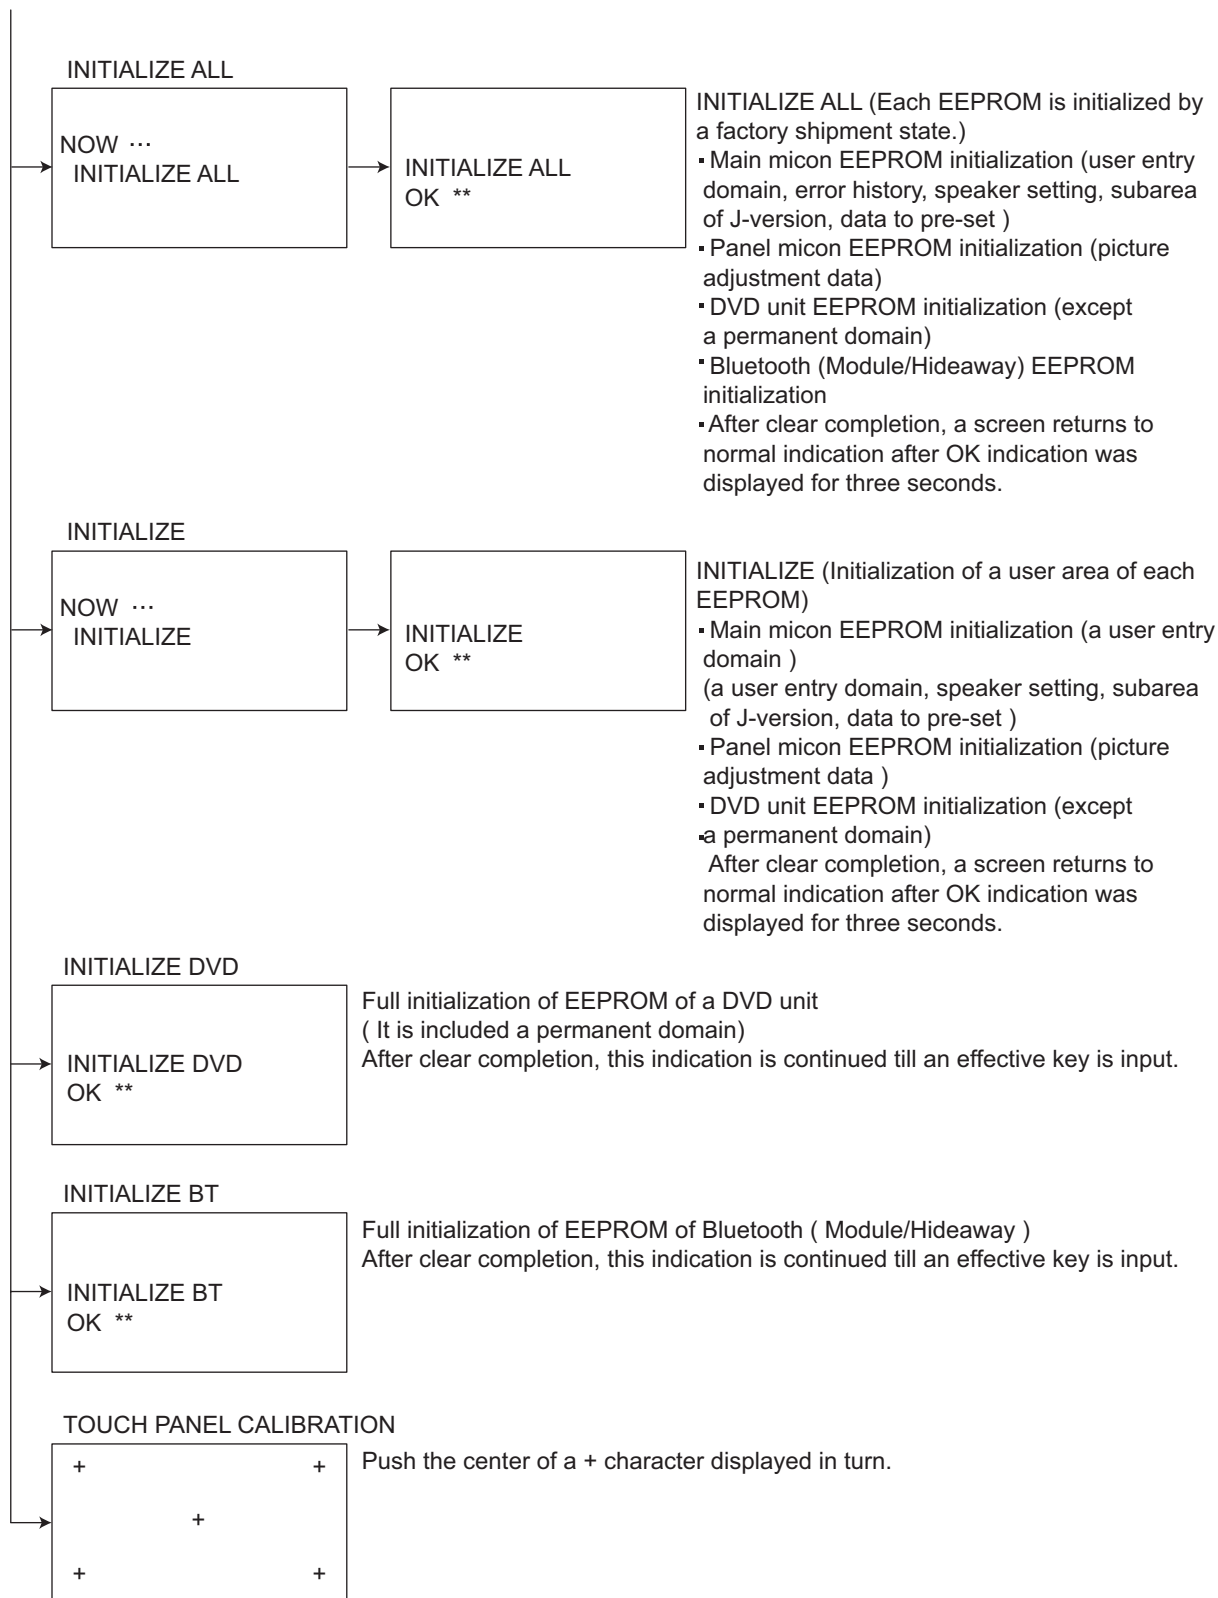 INITIALIZE ALL
NOW ···
INITIALIZE ALL
INITIALIZE ALL
OK **
INITIALIZE ALL (Each EEPROM is initialized by
a factory shipment state.)
▪ Main micon EEPROM initialization (user entry
domain, error history, speaker setting, subarea
of J-version, data to pre-set )
▪ Panel micon EEPROM initialization (picture
adjustment data)
▪ DVD unit EEPROM initialization (except
a permanent domain)
▪ Bluetooth (Module/Hideaway) EEPROM
initialization
▪ After clear completion, a screen returns to
normal indication after OK indication was
displayed for three seconds.
INITIALIZE
NOW ···
INITIALIZE
INITIALIZE
OK **
INITIALIZE (Initialization of a user area of each
EEPROM)
▪ Main micon EEPROM initialization (a user entry
domain )
(a user entry domain, speaker setting, subarea
of J-version, data to pre-set )
▪ Panel micon EEPROM initialization (picture
adjustment data )
▪ DVD unit EEPROM initialization (except
▪ a permanent domain)
After clear completion, a screen returns to
normal indication after OK indication was
displayed for three seconds.
INITIALIZE DVD
INITIALIZE DVD
OK **
Full initialization of EEPROM of a DVD unit
( It is included a permanent domain)
After clear completion, this indication is continued till an effective key is input.
INITIALIZE BT
INITIALIZE BT
OK **
Full initialization of EEPROM of Bluetooth ( Module/Hideaway )
After clear completion, this indication is continued till an effective key is input.
TOUCH PANEL CALIBRATION
+ +
+
+ +
Push the center of a + character displayed in turn.